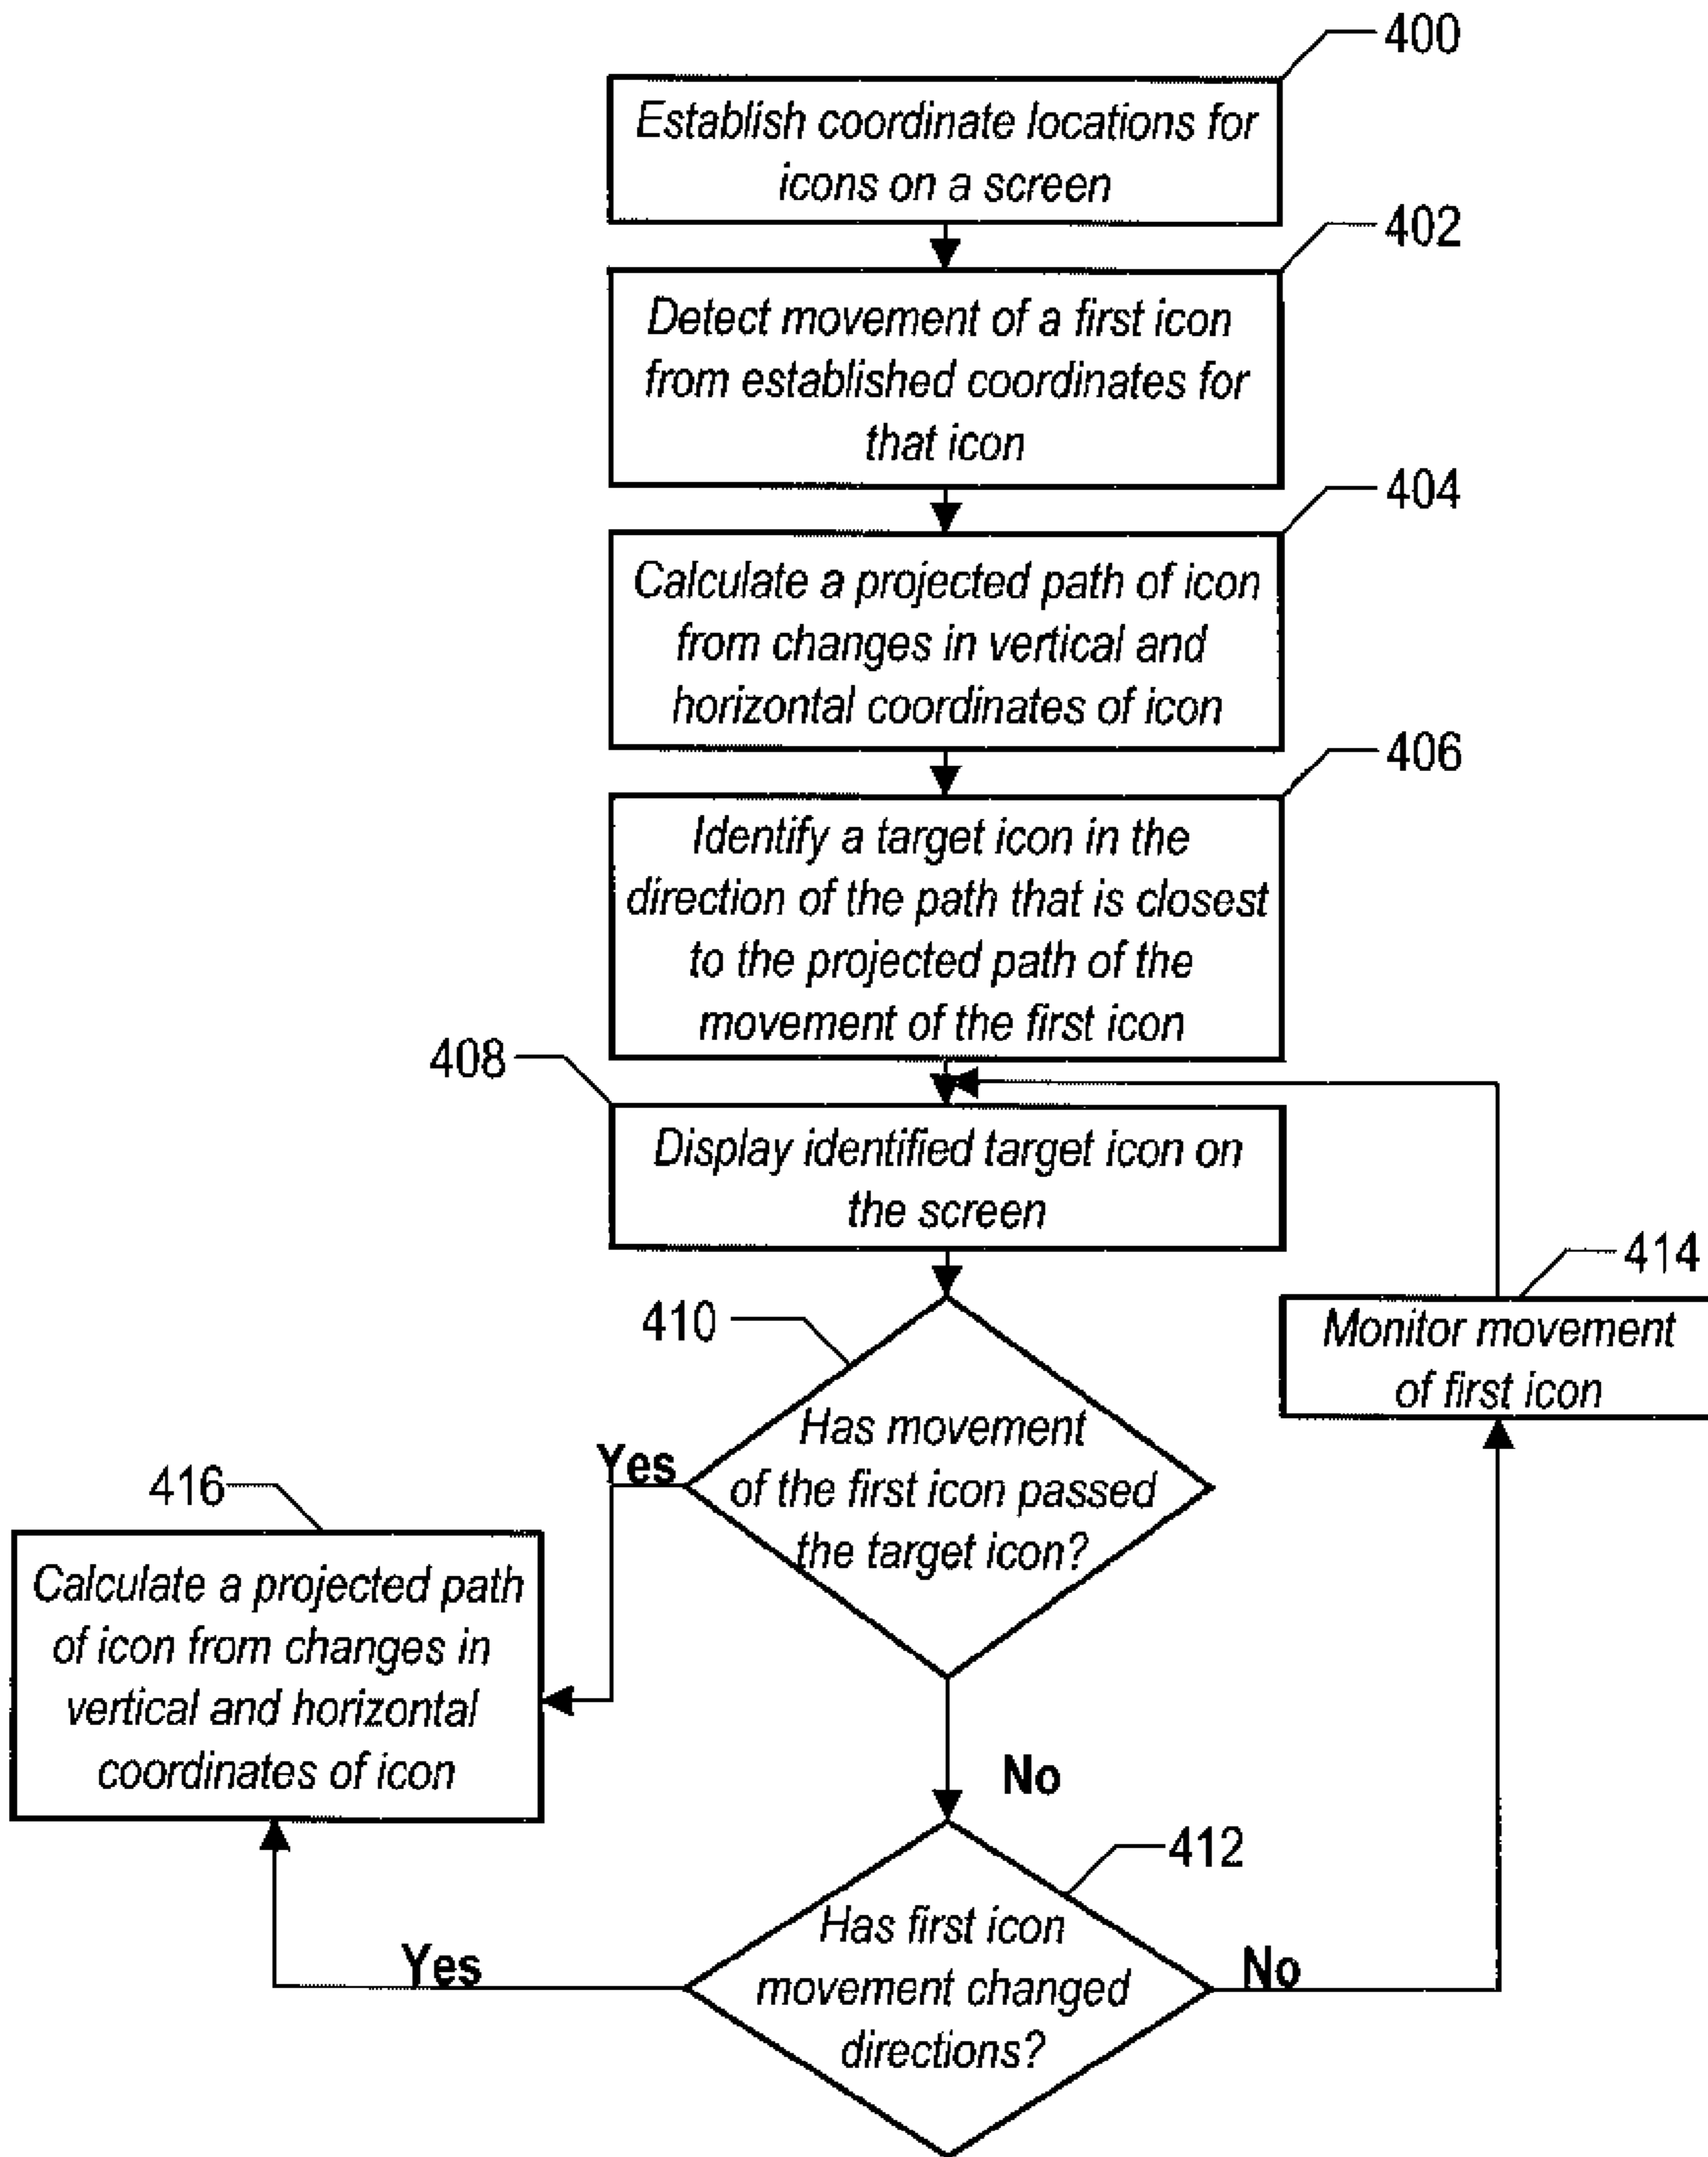 400
Establish coordinate locations for
icons on a screen
402
Detect movement of a first icon
from established coordinates for
that icon
404
Calculate a projected path of icon
from changes in vertical and
horizontal coordinates of icon
406
Identify a target icon in the
direction of the path that is closest
to the projected path of the
movement of the first icon
408
Display identified target icon on
the screen
414
Monitor movement
of first icon
410
Has movement
of the first icon passed
the target icon?
Yes
416
Calculate a projected path
of icon from changes in
vertical and horizontal
coordinates of icon
No
412
Has first icon
movement changed
directions?
Yes
No